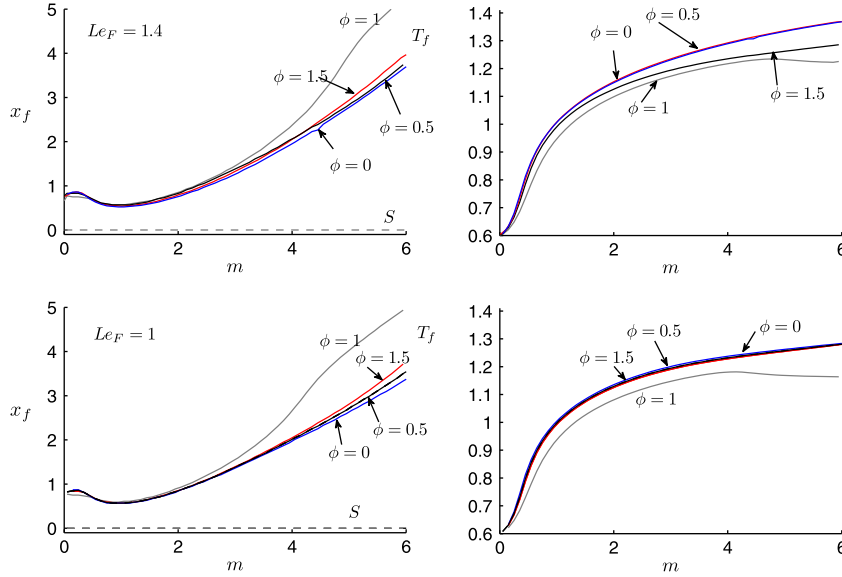 5
4
3
2
1
0
Le_F = 1.4
ϕ = 1
T_f
ϕ = 1.5
x_f
ϕ = 0.5
ϕ = 0
S
0 2 4 6
m
1.4
1.3
1.2
1.1
1
0.9
0.8
0.7
0.6
ϕ = 0.5
ϕ = 0
ϕ = 1.5
ϕ = 1
0 2 4 6
m
5
4
3
2
1
0
Le_F = 1
ϕ = 1
T_f
ϕ = 1.5
x_f
ϕ = 0.5
ϕ = 0
S
0 2 4 6
m
1.4
1.3
1.2
1.1
1
0.9
0.8
0.7
0.6
ϕ = 0
ϕ = 0.5
ϕ = 1.5
ϕ = 1
0 2 4 6
m